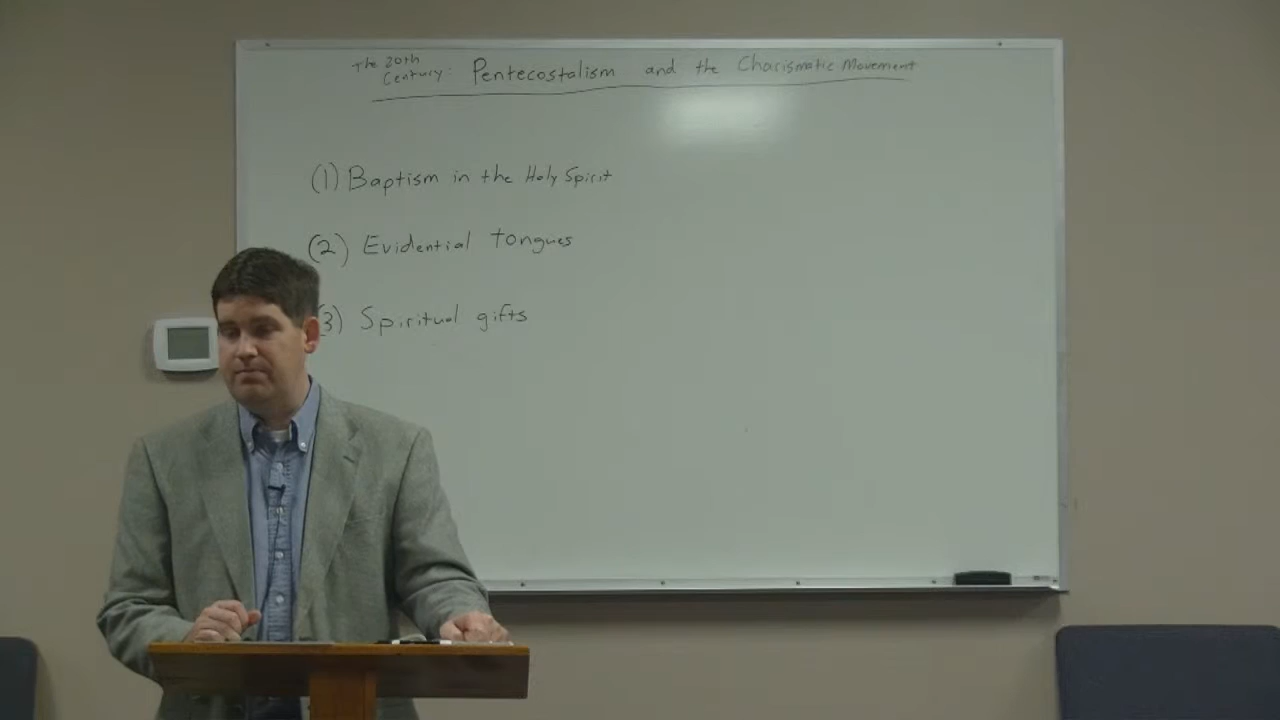 The 20th
Century: Pentecostalism and the Charismatic Movement
(1) Baptism in the Holy Spirit
(2) Evidential tongues
3) Spiritual gifts